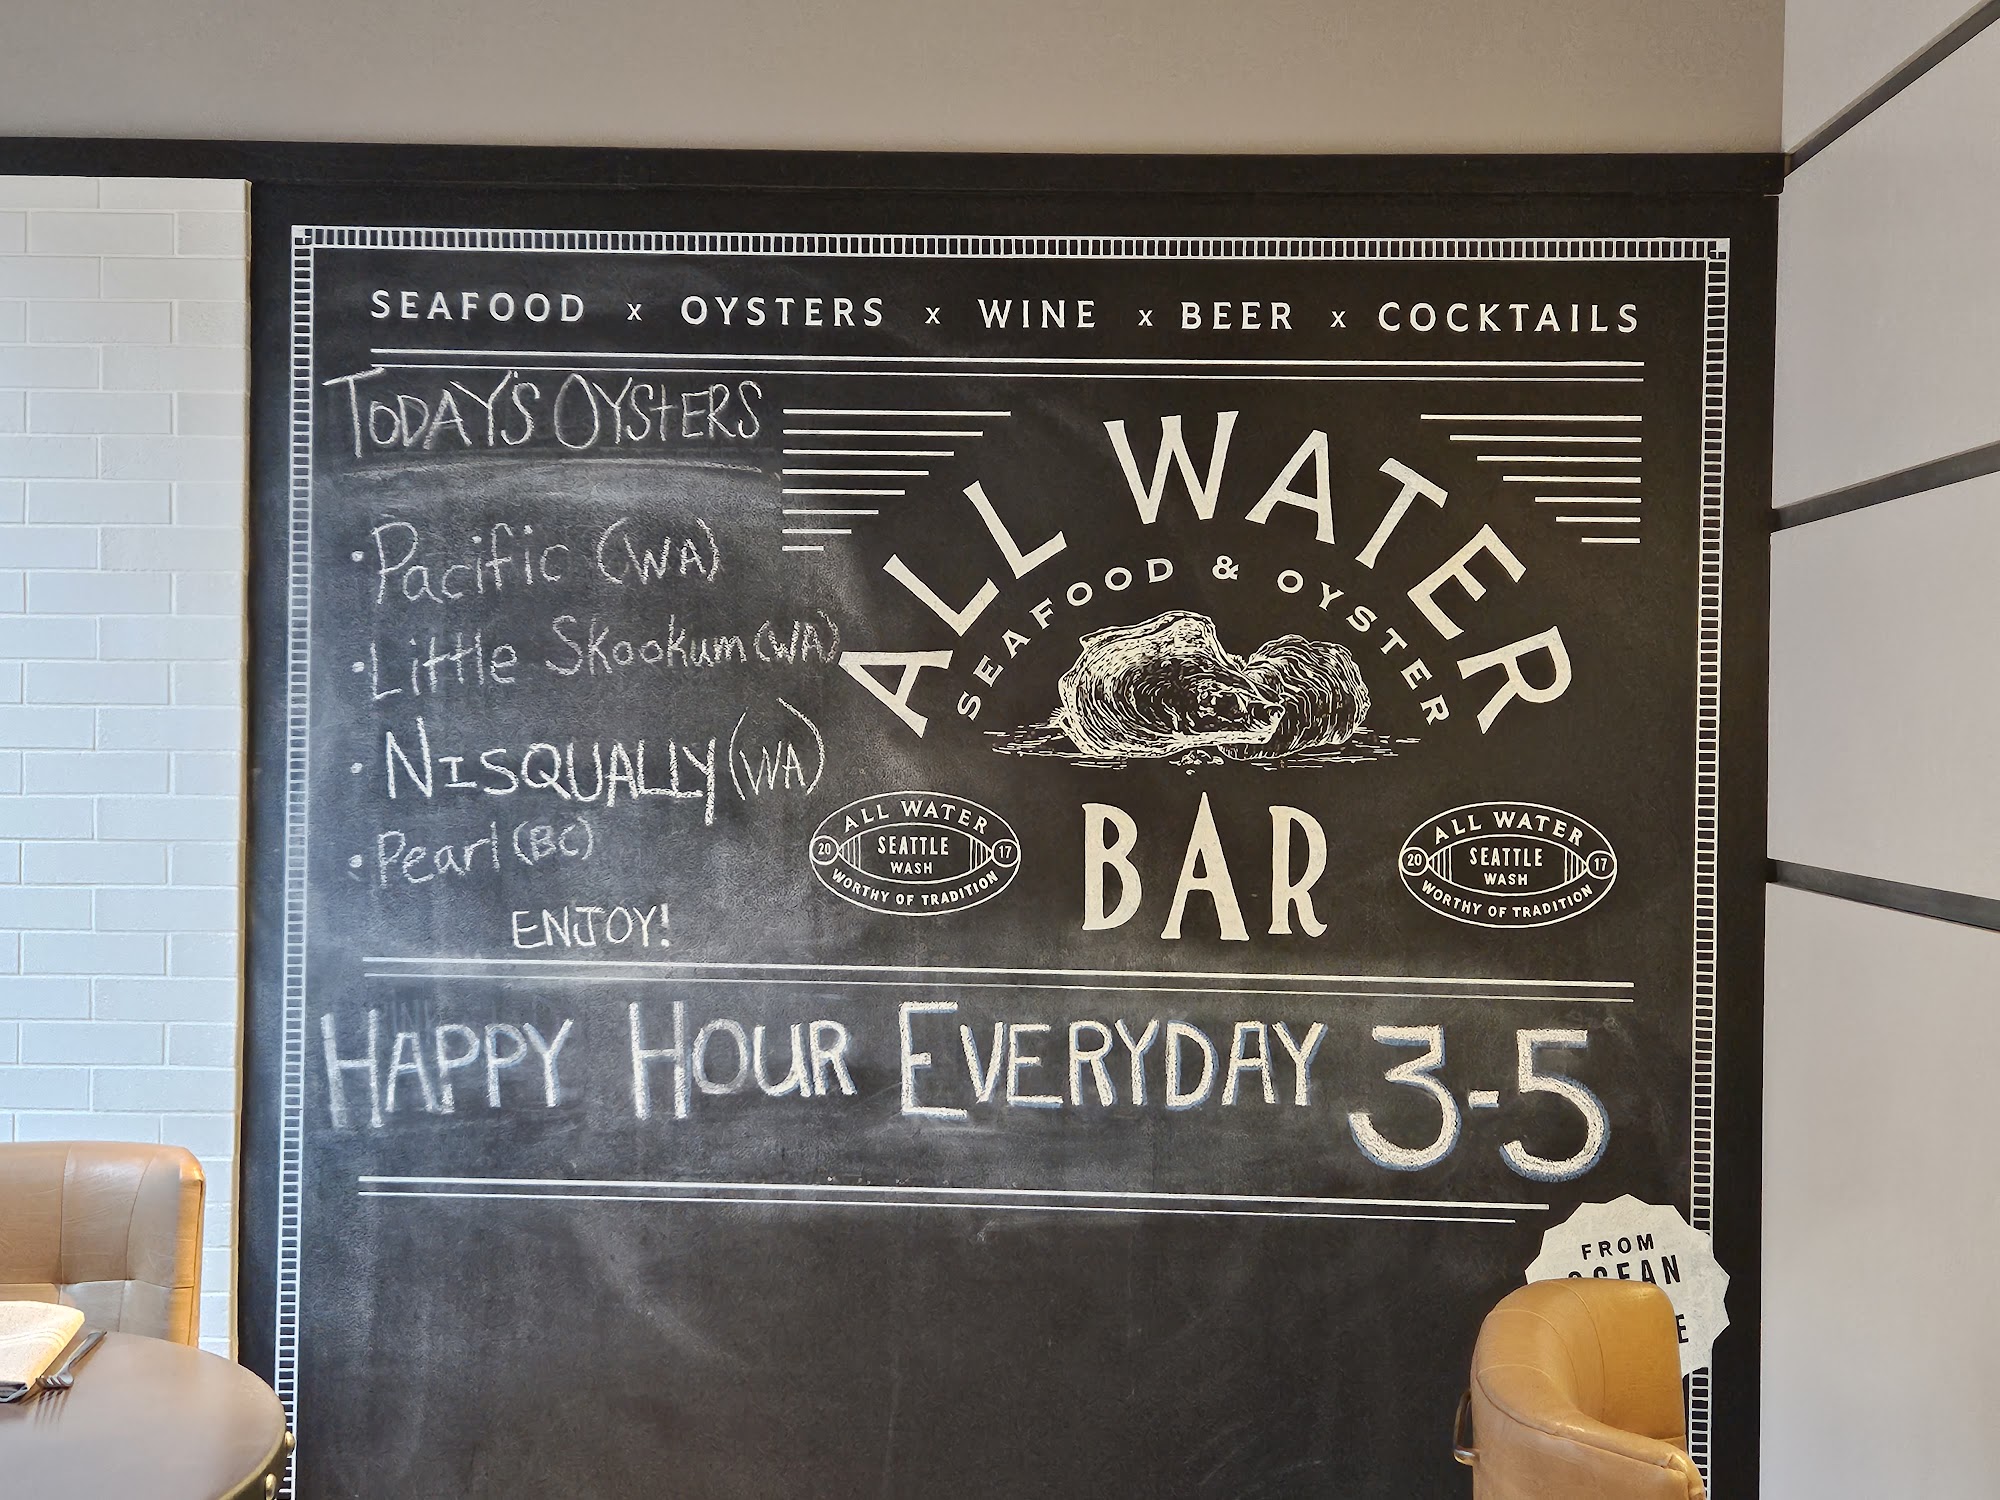 SEAFOOD x OYSTERS x WINE x BEER x COCKTAILS
TODAY'S OYSTERS
• Pacific (WA)
• Little Skookum (WA)
• NISQUALLY (WA)
• Pearl (BC)
ENJOY!
ALL WATER
SEAFOOD & OYSTER
BAR
ALL WATER
20 SEATTLE 17
WASH
WORTHY OF TRADITION
ALL WATER
20 SEATTLE 17
WASH
WORTHY OF TRADITION
HAPPY HOUR EVERYDAY 3-5
FROM
OCEAN